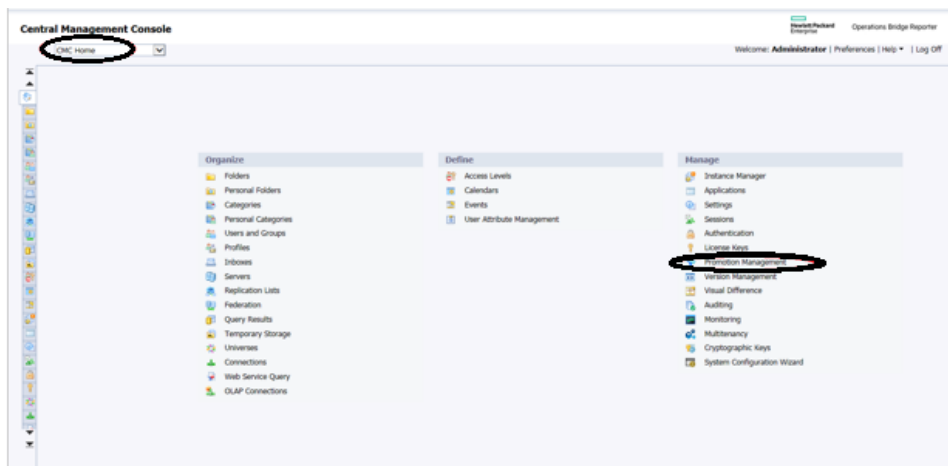 Central Management Console
Hewlett Packard
Enterprise
Operations Bridge Reporter
CMC Home
Welcome: Administrator | Preferences | Help | Log Off
Organize
Folders
Personal Folders
Categories
Personal Categories
Users and Groups
Profiles
Inboxes
Servers
Replication Lists
Federation
Query Results
Temporary Storage
Universes
Connections
Web Service Query
OLAP Connections
Define
Access Levels
Calendars
Events
User Attribute Management
Manage
Instance Manager
Applications
Settings
Sessions
Authentication
License Keys
Promotion Management
Version Management
Visual Difference
Auditing
Monitoring
Multitenancy
Cryptographic Keys
System Configuration Wizard